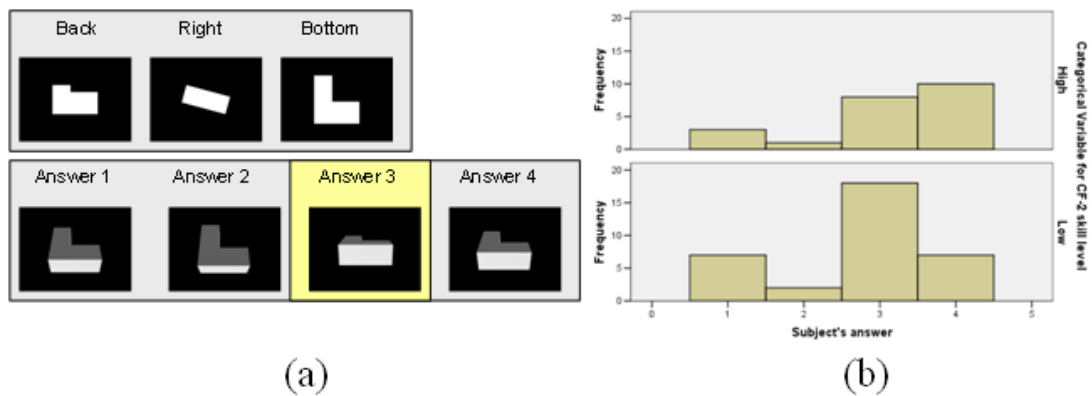 Back Right Bottom
Answer 1 Answer 2 Answer 3 Answer 4
(a)
20
15
10
5
0
Frequency
High
20
15
10
5
0
Frequency
Low
Categorical Variable for CF-2 skill level
0 1 2 3 4 5
Subject's answer
(b)